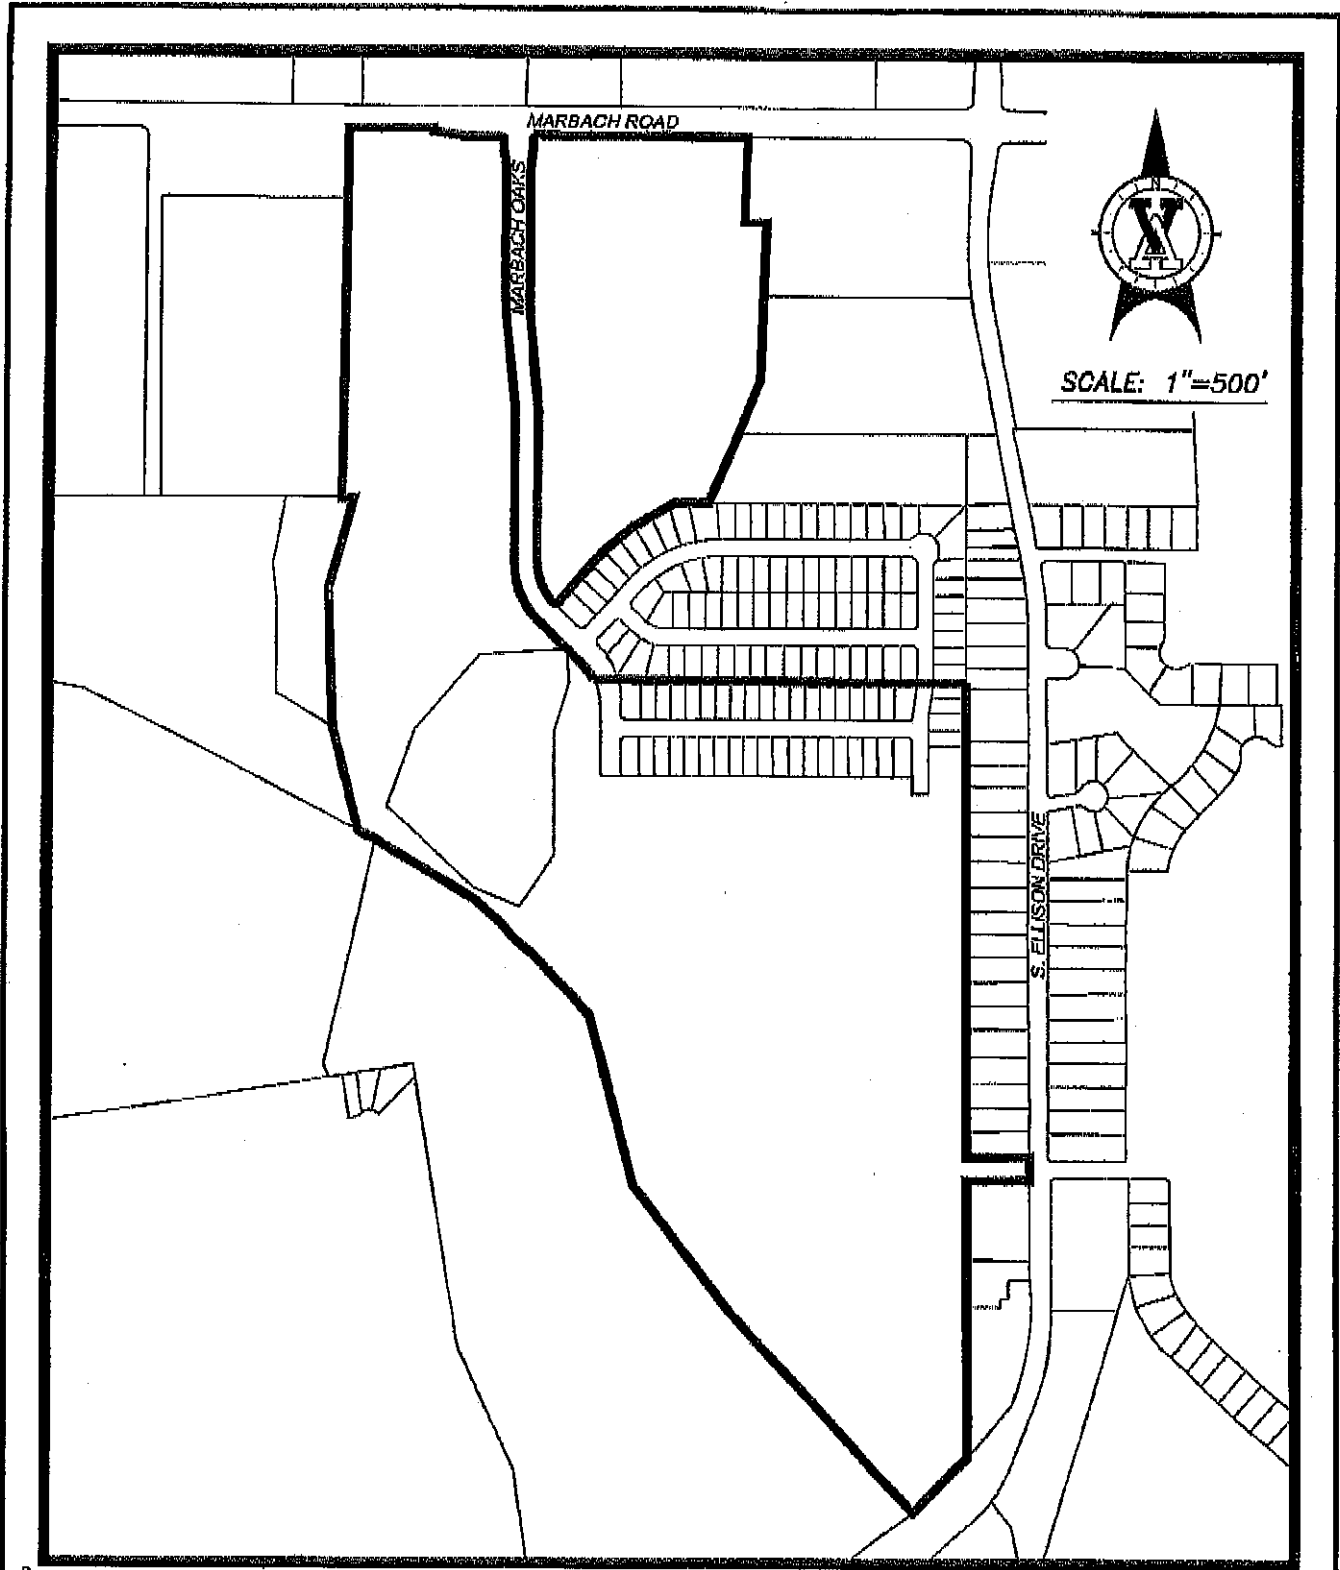 MARBACH ROAD
MARBACH OAKS
N
SCALE: 1"=500'
S. ELLISON DRIVE